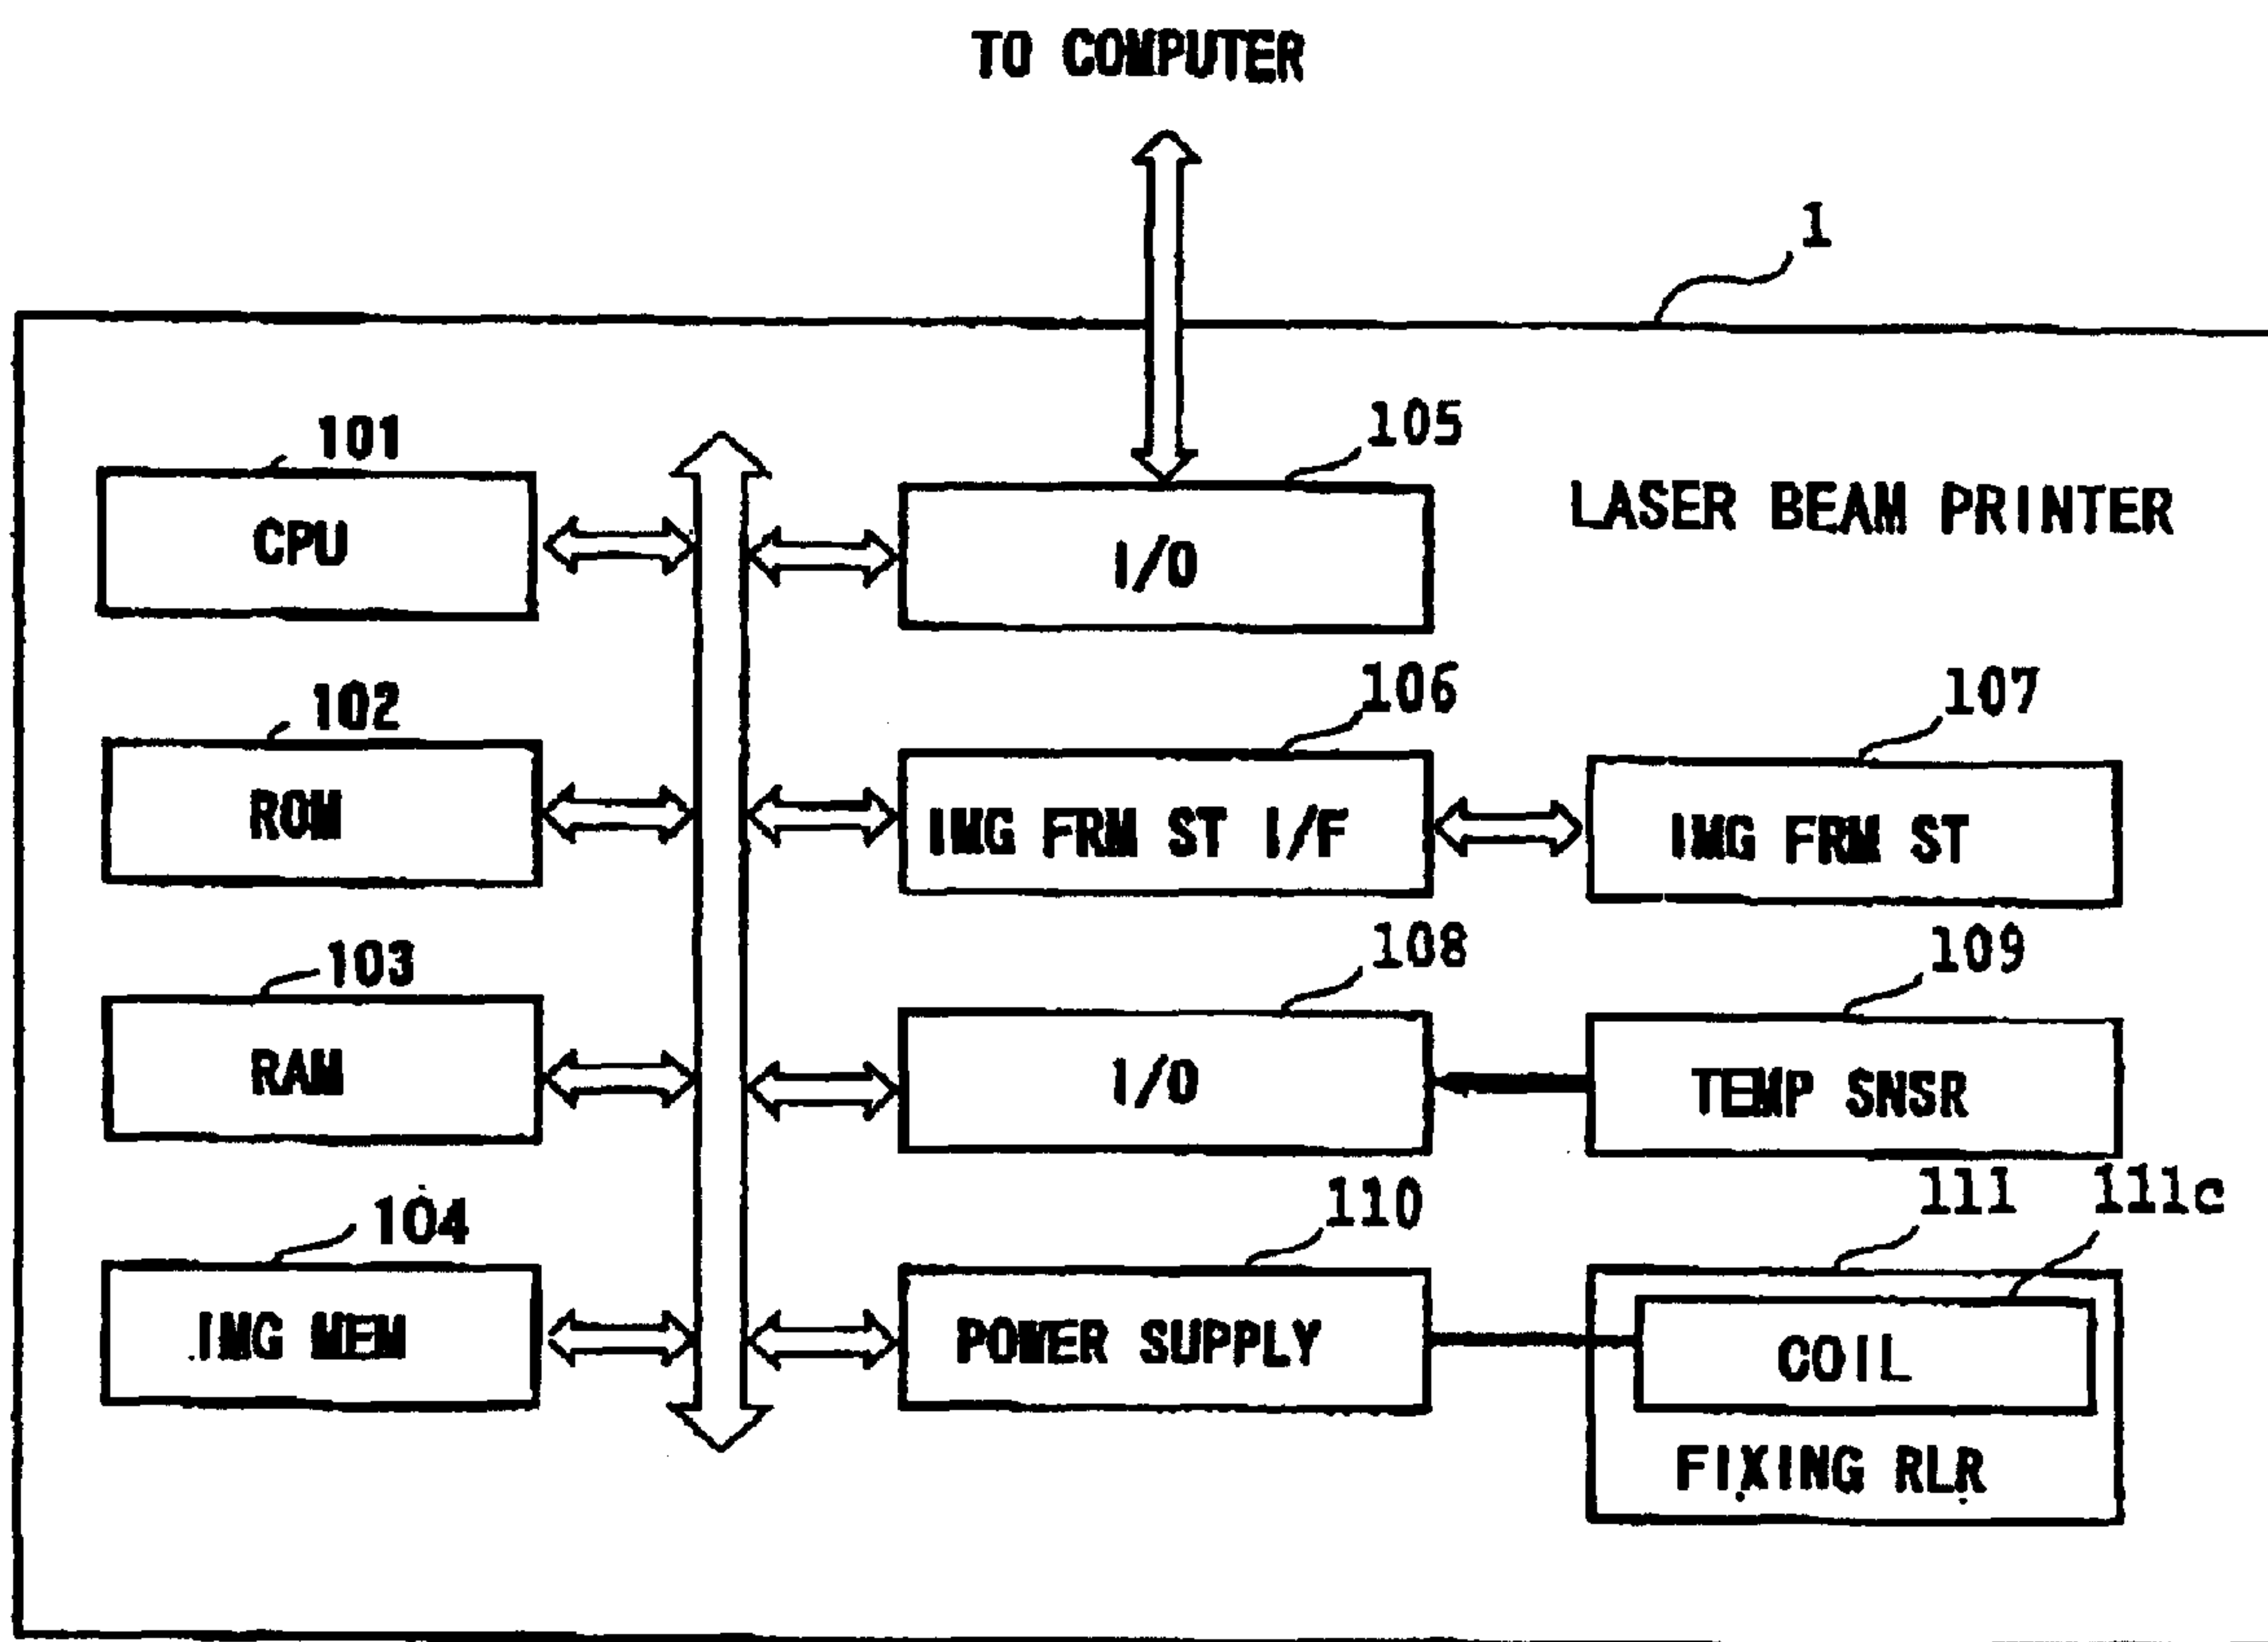 TO COMPUTER
1
LASER BEAM PRINTER
101
CPU
105
I/O
102
ROM
106
IMG FRM ST I/F
107
IMG FRM ST
103
RAM
108
I/O
109
TEMP SNSR
104
IMG MEM
110
POWER SUPPLY
111
111c
COIL
FIXING RLR